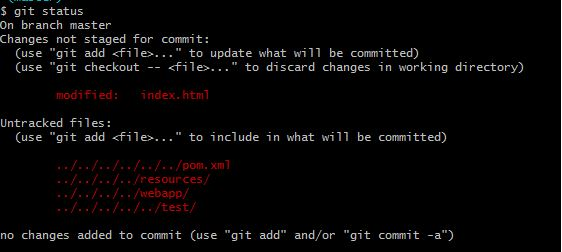 (master)
$ git status
On branch master
Changes not staged for commit:
  (use "git add <file>..." to update what will be committed)
  (use "git checkout -- <file>..." to discard changes in working directory)
        modified:   index.html
Untracked files:
  (use "git add <file>..." to include in what will be committed)
        ../../../../../../pom.xml
        ../../../../resources/
        ../../../../webapp/
        ../../../../../test/
no changes added to commit (use "git add" and/or "git commit -a")